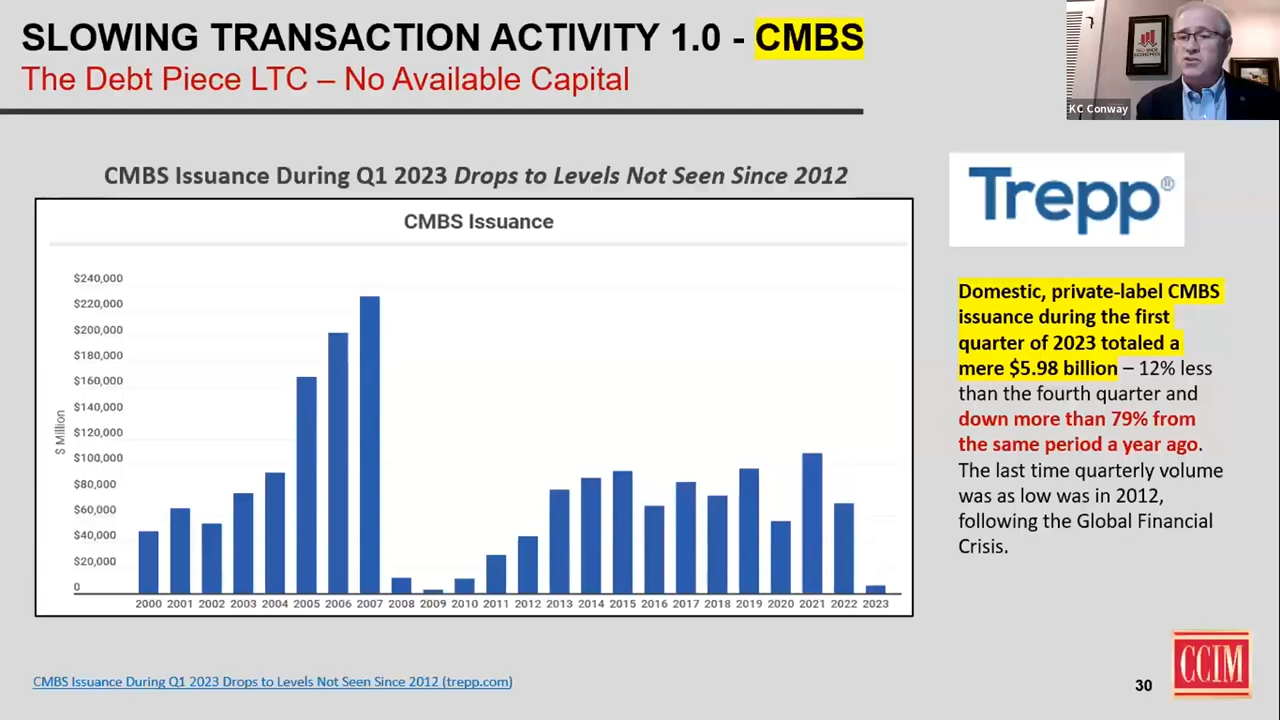 SLOWING TRANSACTION ACTIVITY 1.0 - CMBS
The Debt Piece LTC – No Available Capital
KC Conway
CMBS Issuance During Q1 2023 Drops to Levels Not Seen Since 2012
CMBS Issuance
$ Million
$240,000
$220,000
$200,000
$180,000
$160,000
$140,000
$120,000
$100,000
$80,000
$60,000
$40,000
$20,000
0
2000 2001 2002 2003 2004 2005 2006 2007 2008 2009 2010 2011 2012 2013 2014 2015 2016 2017 2018 2019 2020 2021 2022 2023
Trepp®
Domestic, private-label CMBS
issuance during the first
quarter of 2023 totaled a
mere $5.98 billion – 12% less
than the fourth quarter and
down more than 79% from
the same period a year ago.
The last time quarterly volume
was as low was in 2012,
following the Global Financial
Crisis.
CMBS Issuance During Q1 2023 Drops to Levels Not Seen Since 2012 (trepp.com)
30
CCIM